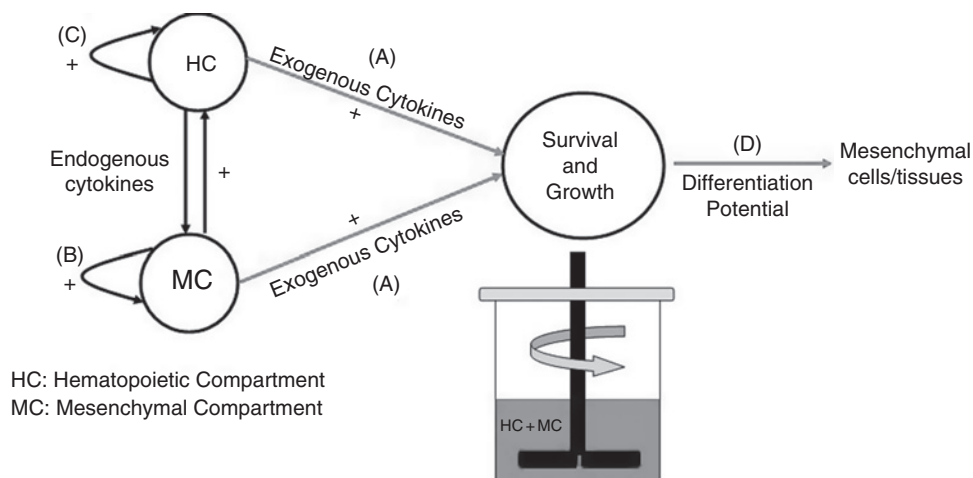 (C)
+
HC
(A)
Exogenous Cytokines
+
Endogenous
cytokines
+
Survival
and
Growth
(D)
Differentiation
Potential
Mesenchymal
cells/tissues
(B)
+
MC
+
Exogenous Cytokines
(A)
HC: Hematopoietic Compartment
MC: Mesenchymal Compartment
HC + MC